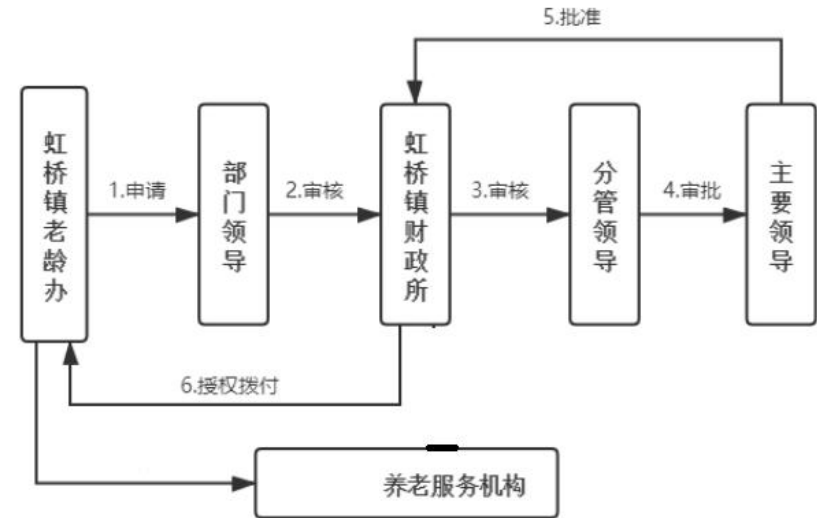 5.批准
虹桥镇老龄办
1.申请
部门领导
2.审核
虹桥镇财政所
3.审核
分管领导
4.审批
主要领导
6.授权拨付
养老服务机构